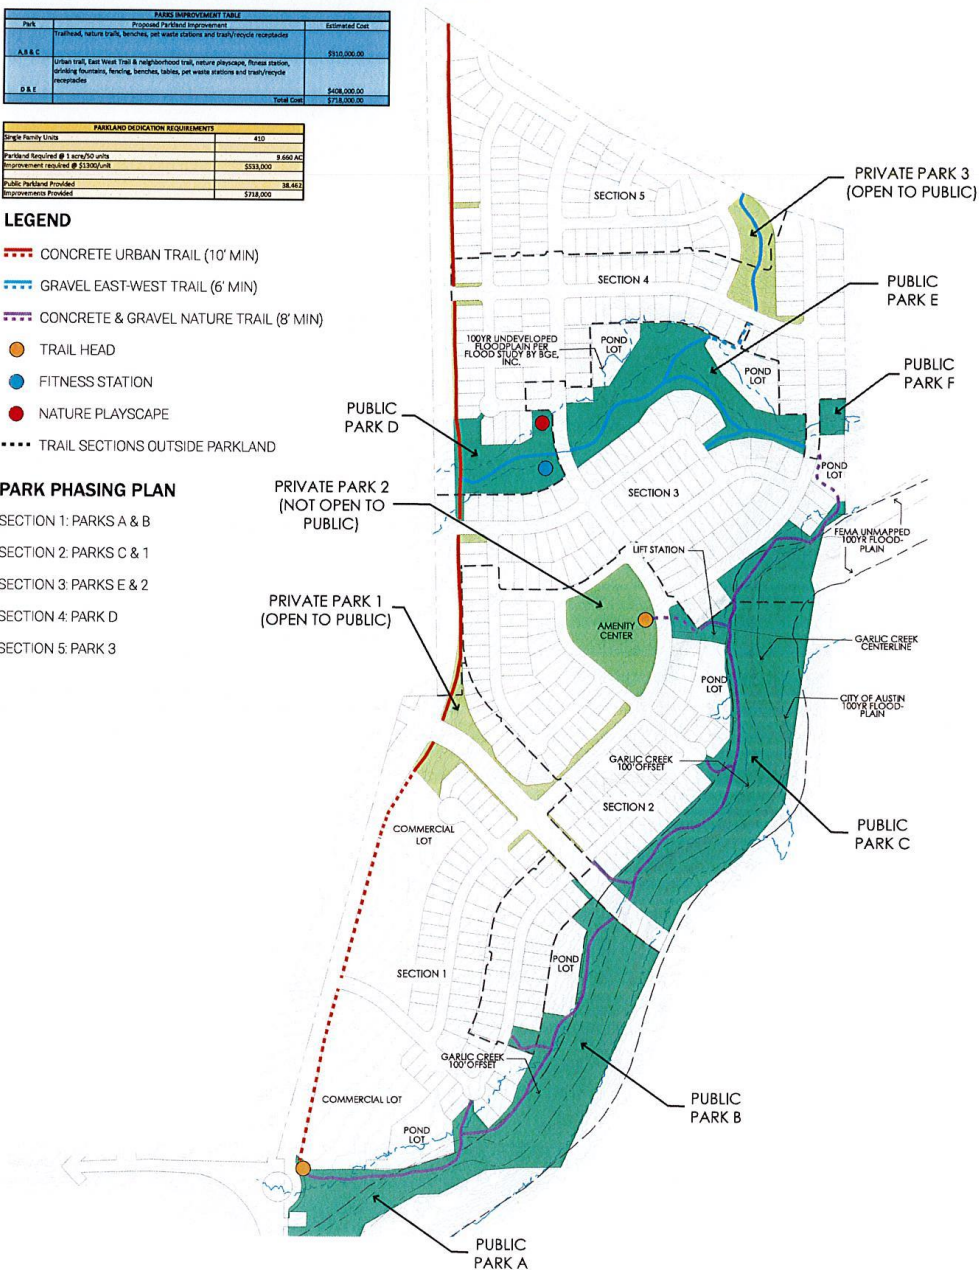 PARKS IMPROVEMENT TABLE
Park Proposed Parkland Improvement Estimated Cost
Trailhead, nature trails, benches, pet waste stations and trash/recycle receptacles
A,B & C $310,000.00
Urban trail, East West Trail & neighborhood trail, nature playscape, fitness station,
drinking fountains, fencing, benches, tables, pet waste stations and trash/recycle
receptacles
D & E $408,000.00
Total Cost $718,000.00
PARKLAND DEDICATION REQUIREMENTS
Single Family Units 410
Parkland Required @ 1 acre/50 units 9.660 AC
Improvement required @ $1300/unit $533,000
Public Parkland Provided 38.462
Improvements Provided $718,000
LEGEND
CONCRETE URBAN TRAIL (10' MIN)
GRAVEL EAST-WEST TRAIL (6' MIN)
CONCRETE & GRAVEL NATURE TRAIL (8' MIN)
TRAIL HEAD
FITNESS STATION
NATURE PLAYSCAPE
TRAIL SECTIONS OUTSIDE PARKLAND
PARK PHASING PLAN
SECTION 1: PARKS A & B
SECTION 2: PARKS C & 1
SECTION 3: PARKS E & 2
SECTION 4: PARK D
SECTION 5: PARK 3
PRIVATE PARK 3
(OPEN TO PUBLIC)
SECTION 5
SECTION 4
PUBLIC
PARK E
100YR UNDEVELOPED
FLOODPLAIN PER
FLOOD STUDY BY BGE,
INC.
POND
LOT
POND
LOT
PUBLIC
PARK F
PUBLIC
PARK D
POND
LOT
PRIVATE PARK 2
(NOT OPEN TO
PUBLIC)
SECTION 3
FEMA UNMAPPED
100YR FLOOD-
PLAIN
LIFT STATION
PRIVATE PARK 1
(OPEN TO PUBLIC)
AMENITY
CENTER
GARLIC CREEK
CENTERLINE
POND
LOT
CITY OF AUSTIN
100YR FLOOD-
PLAIN
GARLIC CREEK
100' OFFSET
SECTION 2
COMMERCIAL
LOT
PUBLIC
PARK C
POND
LOT
SECTION 1
GARLIC CREEK
100' OFFSET
COMMERCIAL LOT
PUBLIC
PARK B
POND
LOT
PUBLIC
PARK A